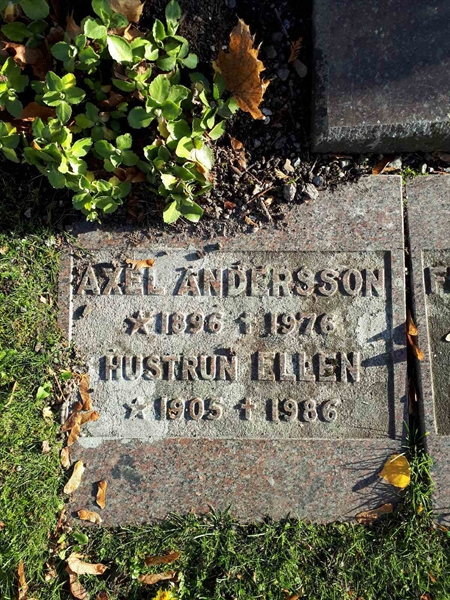 AXEL ANDERSSON
☆ 1896 † 1976
HUSTRUN ELLEN
☆ 1905 † 1986
F